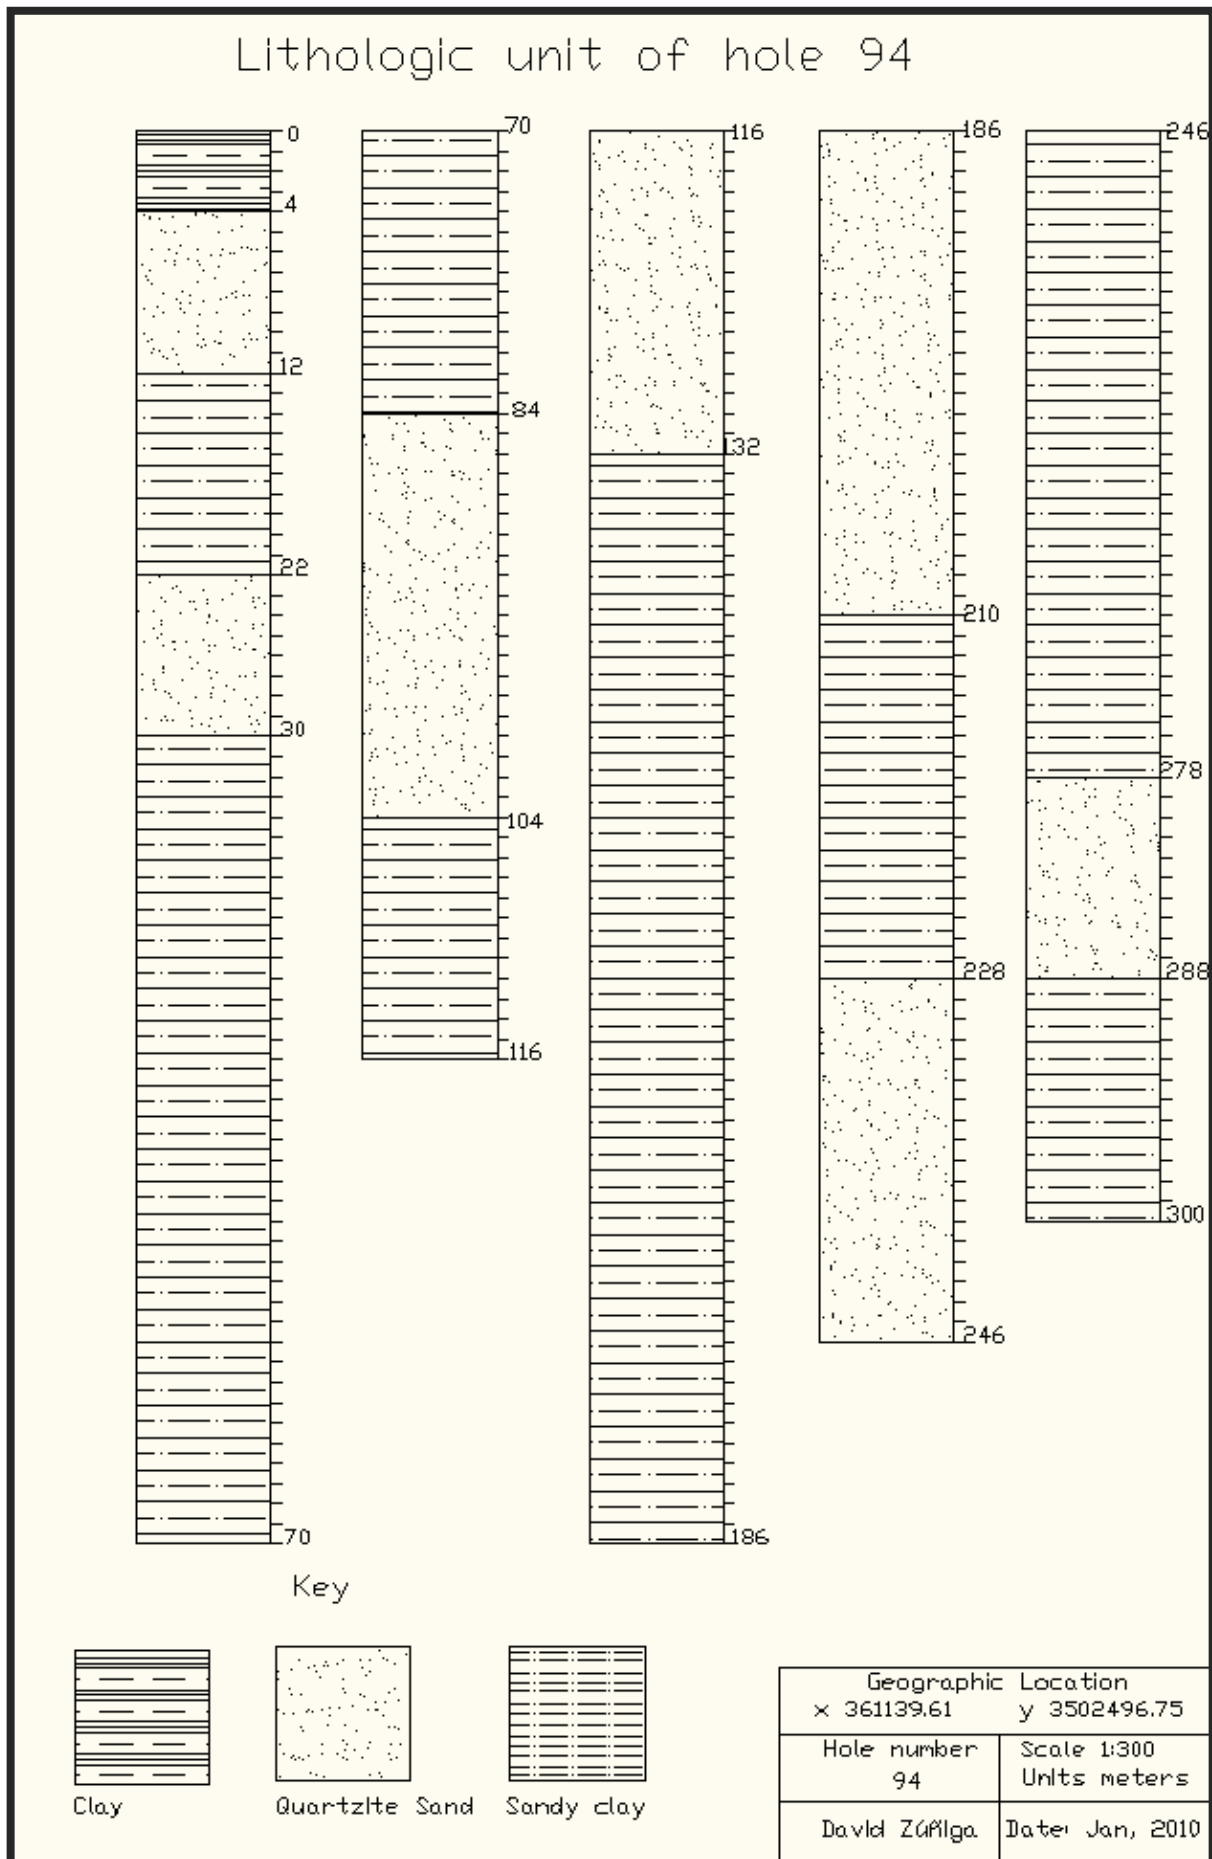 Lithologic unit of hole 94
0
4
12
22
30
70
70
84
104
116
116
132
186
186
210
228
246
246
278
288
300
Key
Clay
Quartzite Sand
Sandy clay
Geographic Location
x 361139.61 y 3502496.75
Hole number
94
Scale 1:300
Units meters
David Zúñiga
Date: Jan, 2010